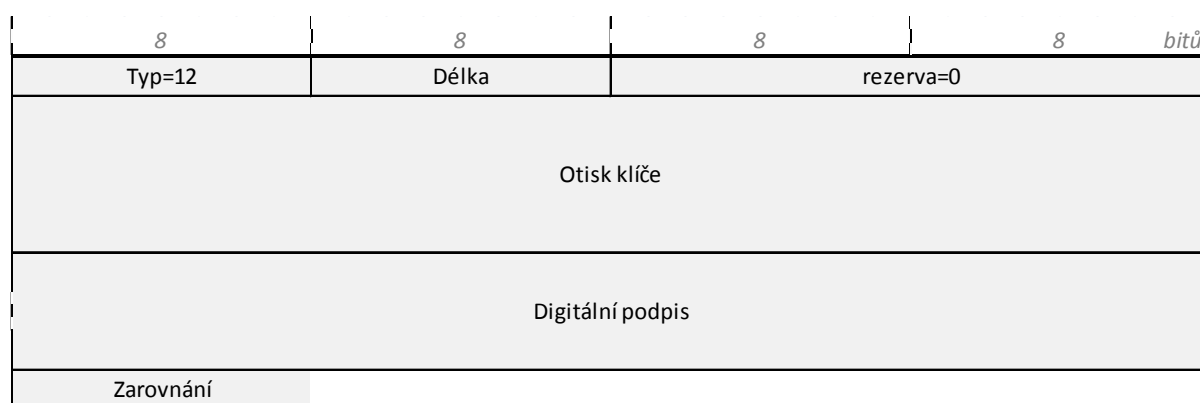 8 8 8 8 bitů
Typ=12 Délka rezerva=0
Otisk klíče
Digitální podpis
Zarovnání